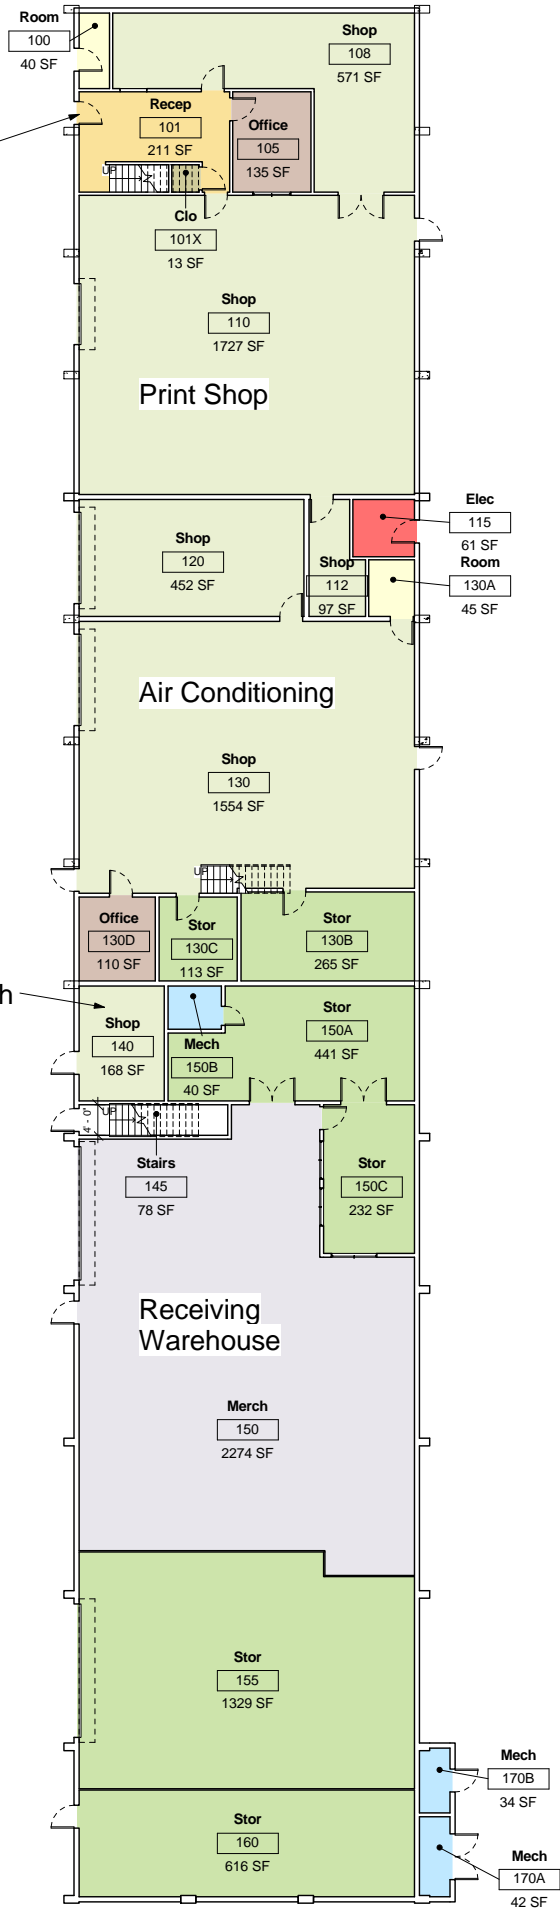 Room
100
40 SF
Shop
108
571 SF
Recep
101
211 SF
UP
Office
105
135 SF
Clo
101X
13 SF
Shop
110
1727 SF
Print Shop
Elec
115
61 SF
Shop
120
452 SF
Shop
112
97 SF
Room
130A
45 SF
Air Conditioning
Shop
130
1554 SF
UP
Office
130D
110 SF
Stor
130C
113 SF
Stor
130B
265 SF
h
Shop
140
168 SF
Mech
150B
40 SF
Stor
150A
441 SF
4' - 0"
UP
Stairs
145
78 SF
Stor
150C
232 SF
Receiving
Warehouse
Merch
150
2274 SF
Stor
155
1329 SF
Mech
170B
34 SF
Stor
160
616 SF
Mech
170A
42 SF